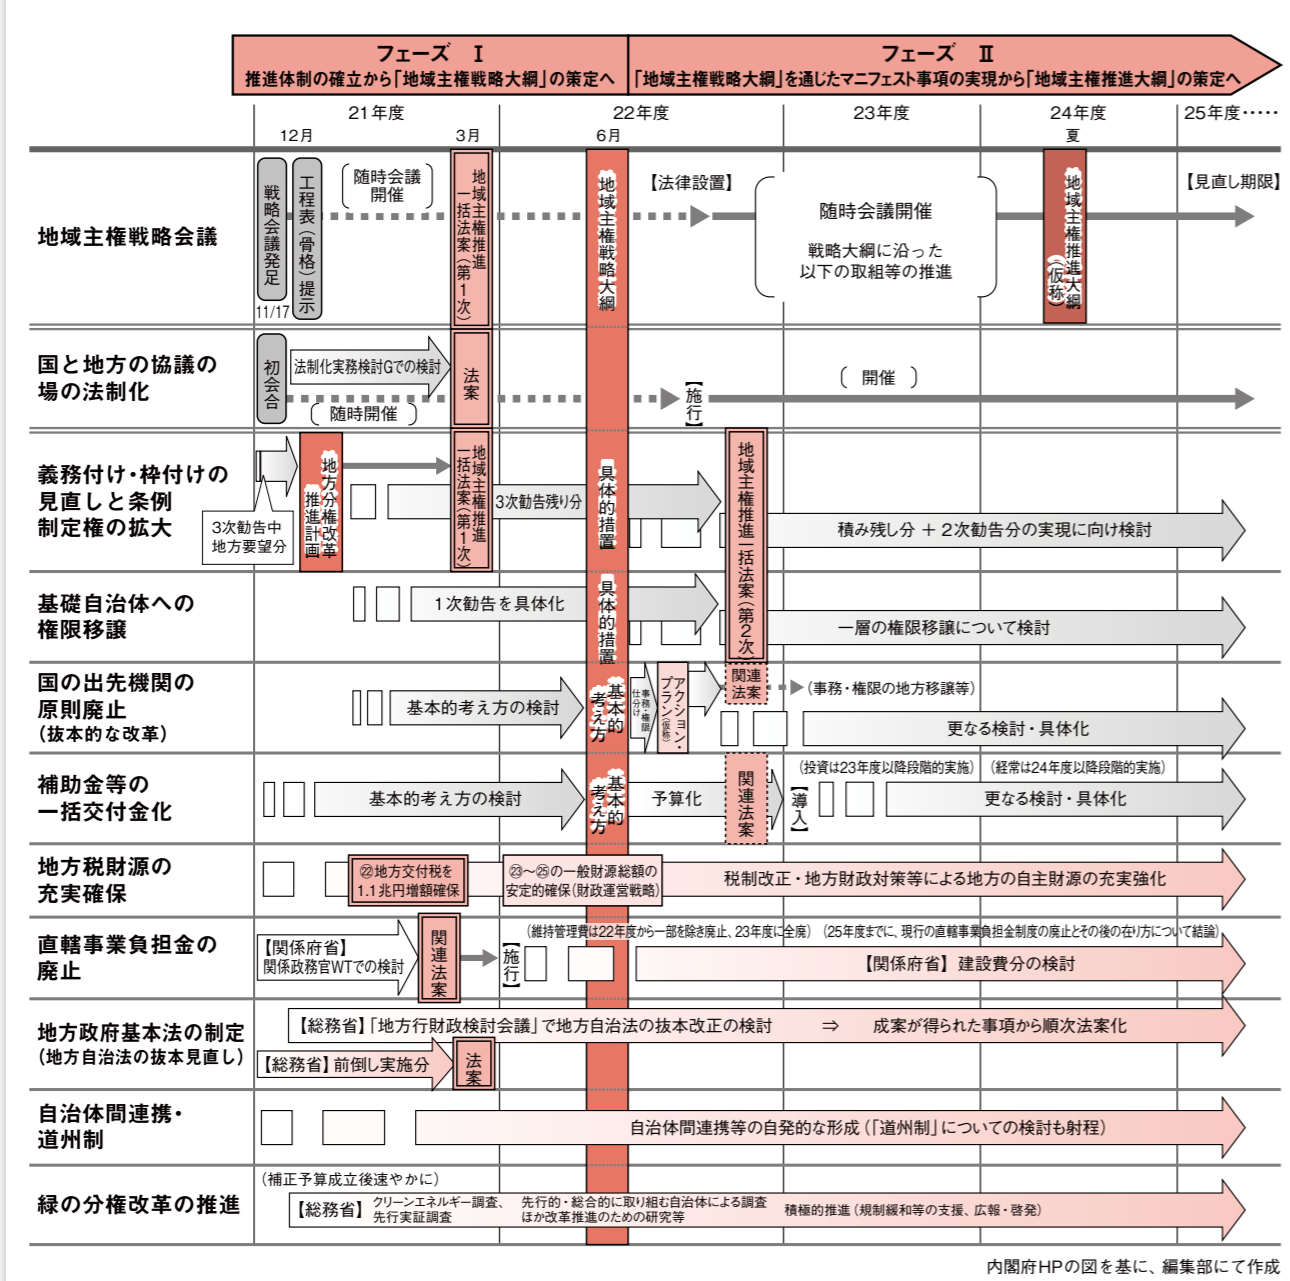 フェーズ Ⅰ
推進体制の確立から「地域主権戦略大綱」の策定へ
フェーズ Ⅱ
「地域主権戦略大綱」を通じたマニフェスト事項の実現から「地域主権推進大綱」の策定へ
21年度
22年度
23年度
24年度
25年度‥‥‥
12月
3月
6月
夏
地域主権戦略会議
戦略会議発足
11/17
工程表（骨格）提示
随時会議
開催
地域主権推進
一括法案（第1次）
地域主権戦略大綱
【法律設置】
随時会議開催
戦略大綱に沿った
以下の取組等の推進
地域主権推進大綱
（仮称）
【見直し期限】
国と地方の協議の
場の法制化
初会合
法制化実務検討Gでの検討
随時開催
法案
【施行】
開催
義務付け・枠付けの
見直しと条例
制定権の拡大
3次勧告中
地方要望分
地方分権改革
推進計画
地域主権推進
一括法案（第1次）
3次勧告残り分
具体的措置
地域主権推進一括法案（第2次）
積み残し分 ＋ 2次勧告分の実現に向け検討
基礎自治体への
権限移譲
1次勧告を具体化
具体的措置
一層の権限移譲について検討
国の出先機関の
原則廃止
（抜本的な改革）
基本的考え方の検討
基本的
考え方
事務・権限
仕分け
アクション・
プラン（仮称）
関連
法案
（事務・権限の地方移譲等）
更なる検討・具体化
補助金等の
一括交付金化
基本的考え方の検討
基本的
考え方
予算化
関連法案
【導入】
（投資は23年度以降段階的実施）
（経常は24年度以降段階的実施）
更なる検討・具体化
地方税財源の
充実確保
㉒地方交付税を
1.1兆円増額確保
㉓〜㉕の一般財源総額の
安定的確保（財政運営戦略）
税制改正・地方財政対策等による地方の自主財源の充実強化
直轄事業負担金の
廃止
【関係府省】
関係政務官WTでの検討
関連法案
【施行】
（維持管理費は22年度から一部を除き廃止、23年度に全廃）
（25年度までに、現行の直轄事業負担金制度の廃止とその後の在り方について結論）
【関係府省】建設費分の検討
地方政府基本法の制定
（地方自治法の抜本見直し）
【総務省】「地方行財政検討会議」で地方自治法の抜本改正の検討 ⇒ 成案が得られた事項から順次法案化
【総務省】前倒し実施分
法案
自治体間連携・
道州制
自治体間連携等の自発的な形成（「道州制」についての検討も射程）
緑の分権改革の推進
（補正予算成立後速やかに）
【総務省】
クリーンエネルギー調査、
先行実証調査
先行的・総合的に取り組む自治体による調査
ほか改革推進のための研究等
積極的推進（規制緩和等の支援、広報・啓発）
内閣府HPの図を基に、編集部にて作成